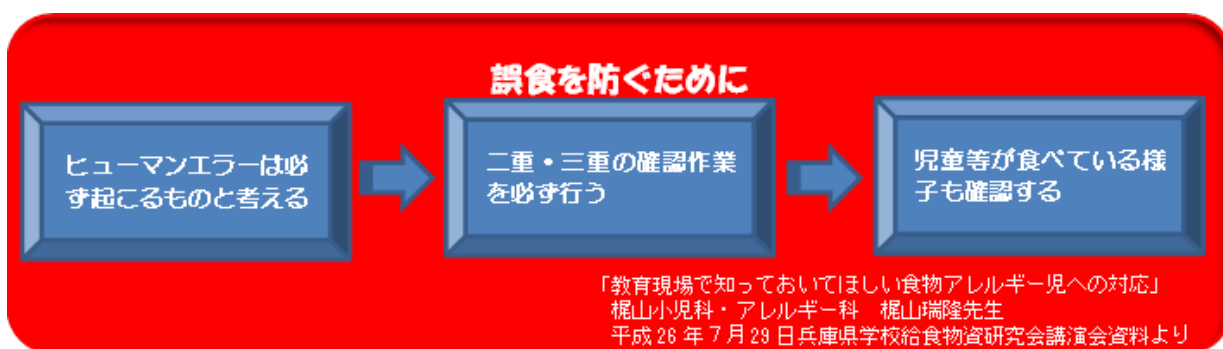 誤食を防ぐために
ヒューマンエラーは必
ず起こるものと考える
二重・三重の確認作業
を必ず行う
児童等が食べている様
子も確認する
「教育現場で知っておいてほしい食物アレルギー児への対応」
梶山小児科・アレルギー科 梶山瑞隆先生
平成26年7月29日兵庫県学校給食物資研究会講演会資料より